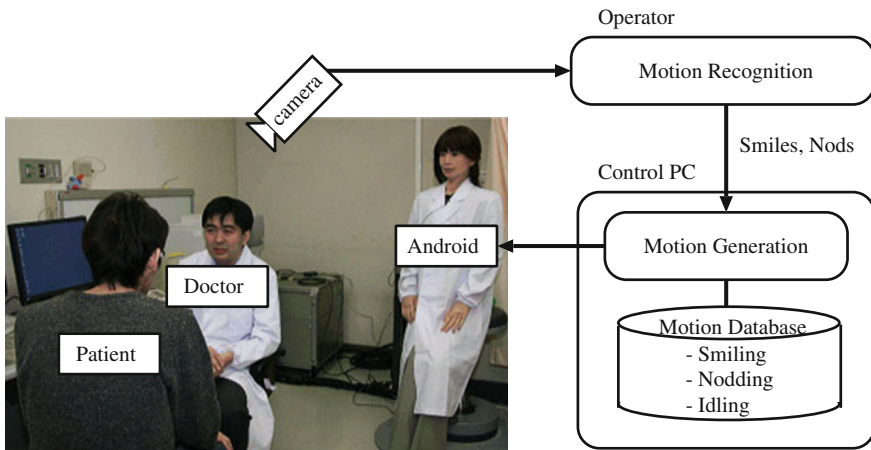 Operator
Motion Recognition
camera
Smiles, Nods
Control PC
Motion Generation
Android
Doctor
Patient
Motion Database
- Smiling
- Nodding
- Idling